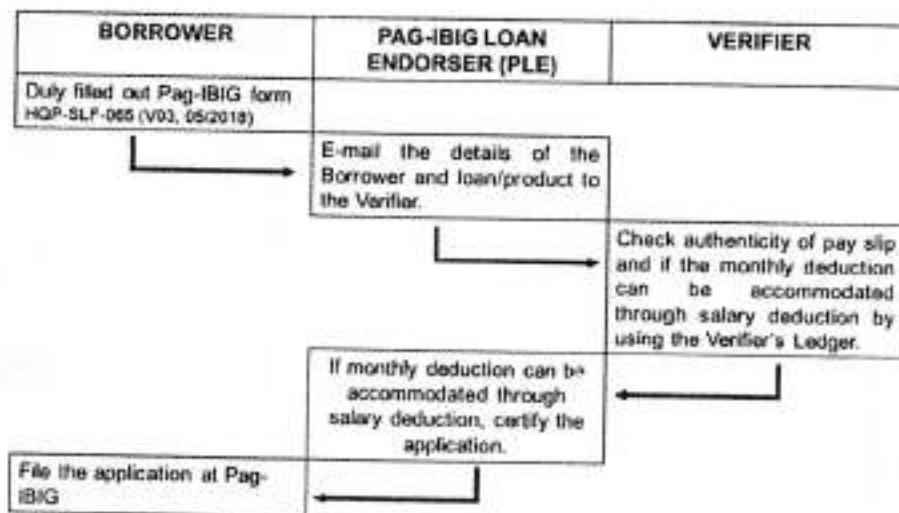 BORROWER
PAG-IBIG LOAN
ENDORSER (PLE)
VERIFIER
Duly filled out Pag-IBIG form
HQP-SLF-065 (V03, 05/2018)
E-mail the details of the
Borrower and loan/product to
the Verifier.
Check authenticity of pay slip
and if the monthly deduction
can be accommodated
through salary deduction by
using the Verifier's Ledger.
If monthly deduction can be
accommodated through
salary deduction, certify the
application.
File the application at Pag-
IBIG